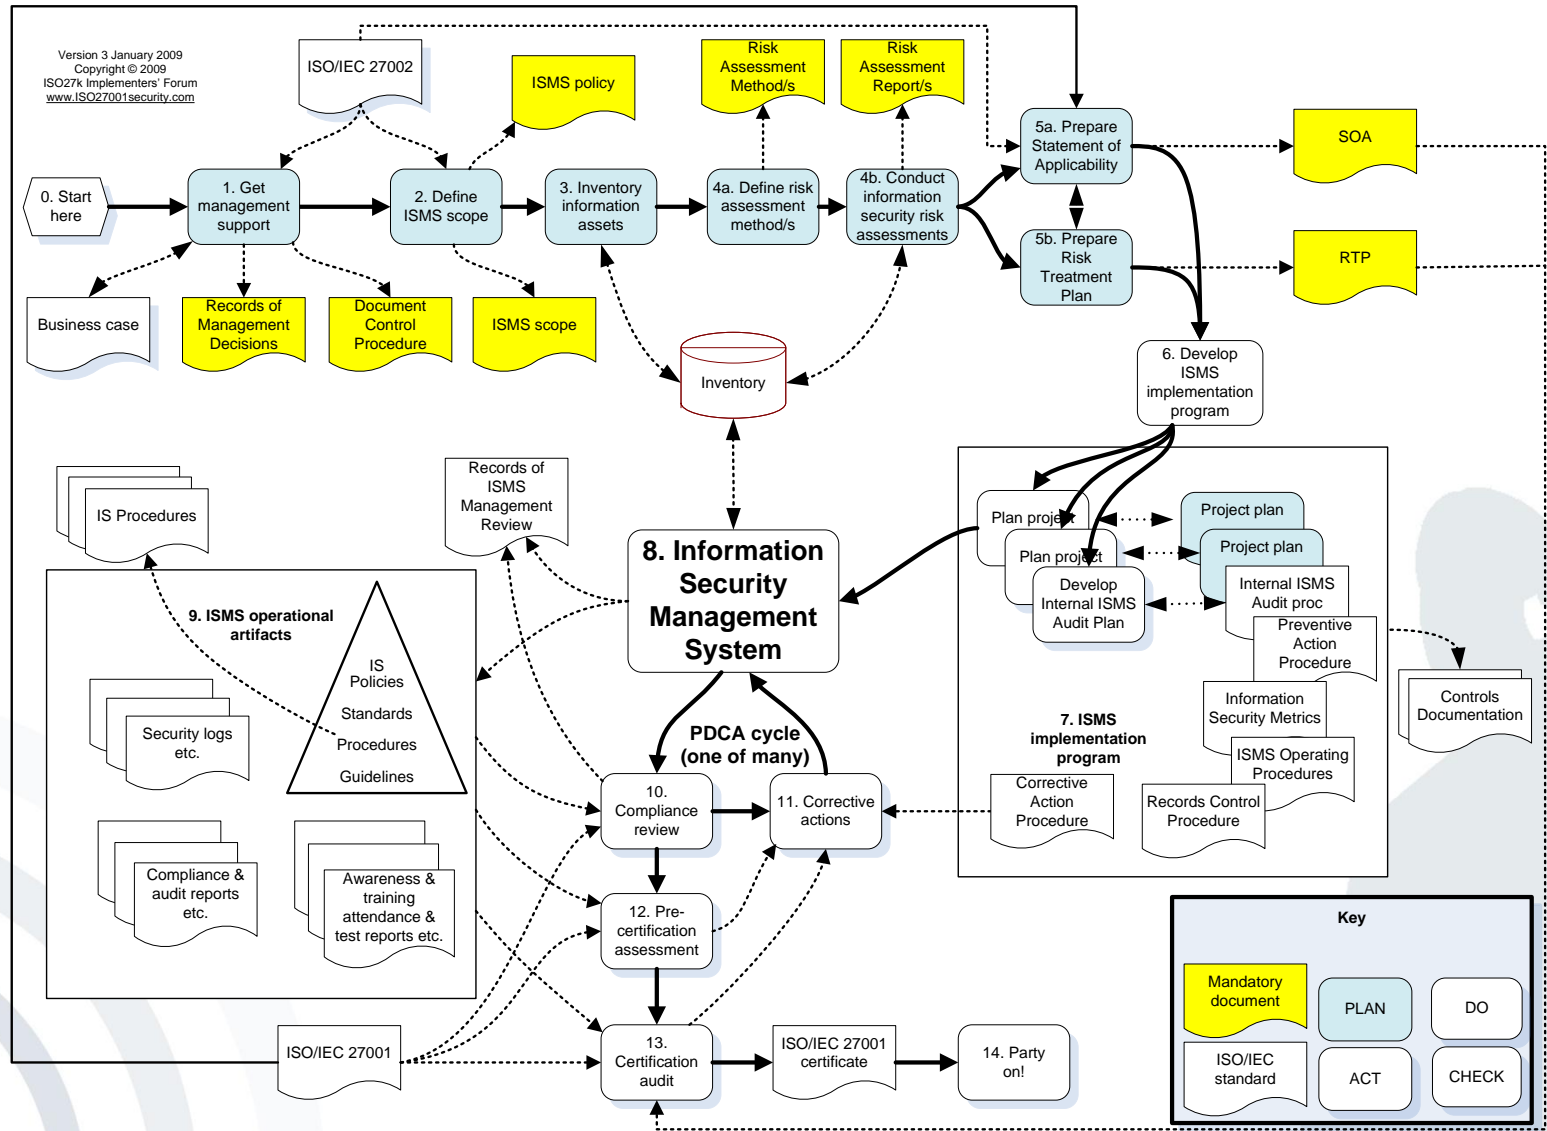 Version 3 January 2009
Copyright © 2009
ISO27k Implementers' Forum
www.ISO27001security.com
ISO/IEC 27002
ISMS policy
Risk
Assessment
Method/s
Risk
Assessment
Report/s
5a. Prepare
Statement of
Applicability
SOA
0. Start
here
1. Get
management
support
2. Define
ISMS scope
3. Inventory
information
assets
4a. Define risk
assessment
method/s
4b. Conduct
information
security risk
assessments
5b. Prepare
Risk
Treatment
Plan
RTP
Business case
Records of
Management
Decisions
Document
Control
Procedure
ISMS scope
Inventory
6. Develop
ISMS
implementation
program
IS Procedures
Records of
ISMS
Management
Review
8. Information
Security
Management
System
Plan project
Plan project
Develop
Internal ISMS
Audit Plan
Project plan
Project plan
Internal ISMS
Audit proc
Preventive
Action
Procedure
Controls
Documentation
Information
Security Metrics
ISMS Operating
Procedures
Records Control
Procedure
7. ISMS
implementation
program
Corrective
Action
Procedure
9. ISMS operational
artifacts
IS
Policies
Standards
Procedures
Guidelines
Security logs
etc.
Compliance &
audit reports
etc.
Awareness &
training
attendance &
test reports etc.
PDCA cycle
(one of many)
10.
Compliance
review
11. Corrective
actions
12. Pre-
certification
assessment
ISO/IEC 27001
13.
Certification
audit
ISO/IEC 27001
certificate
14. Party
on!
Key
Mandatory
document
PLAN
DO
ISO/IEC
standard
ACT
CHECK